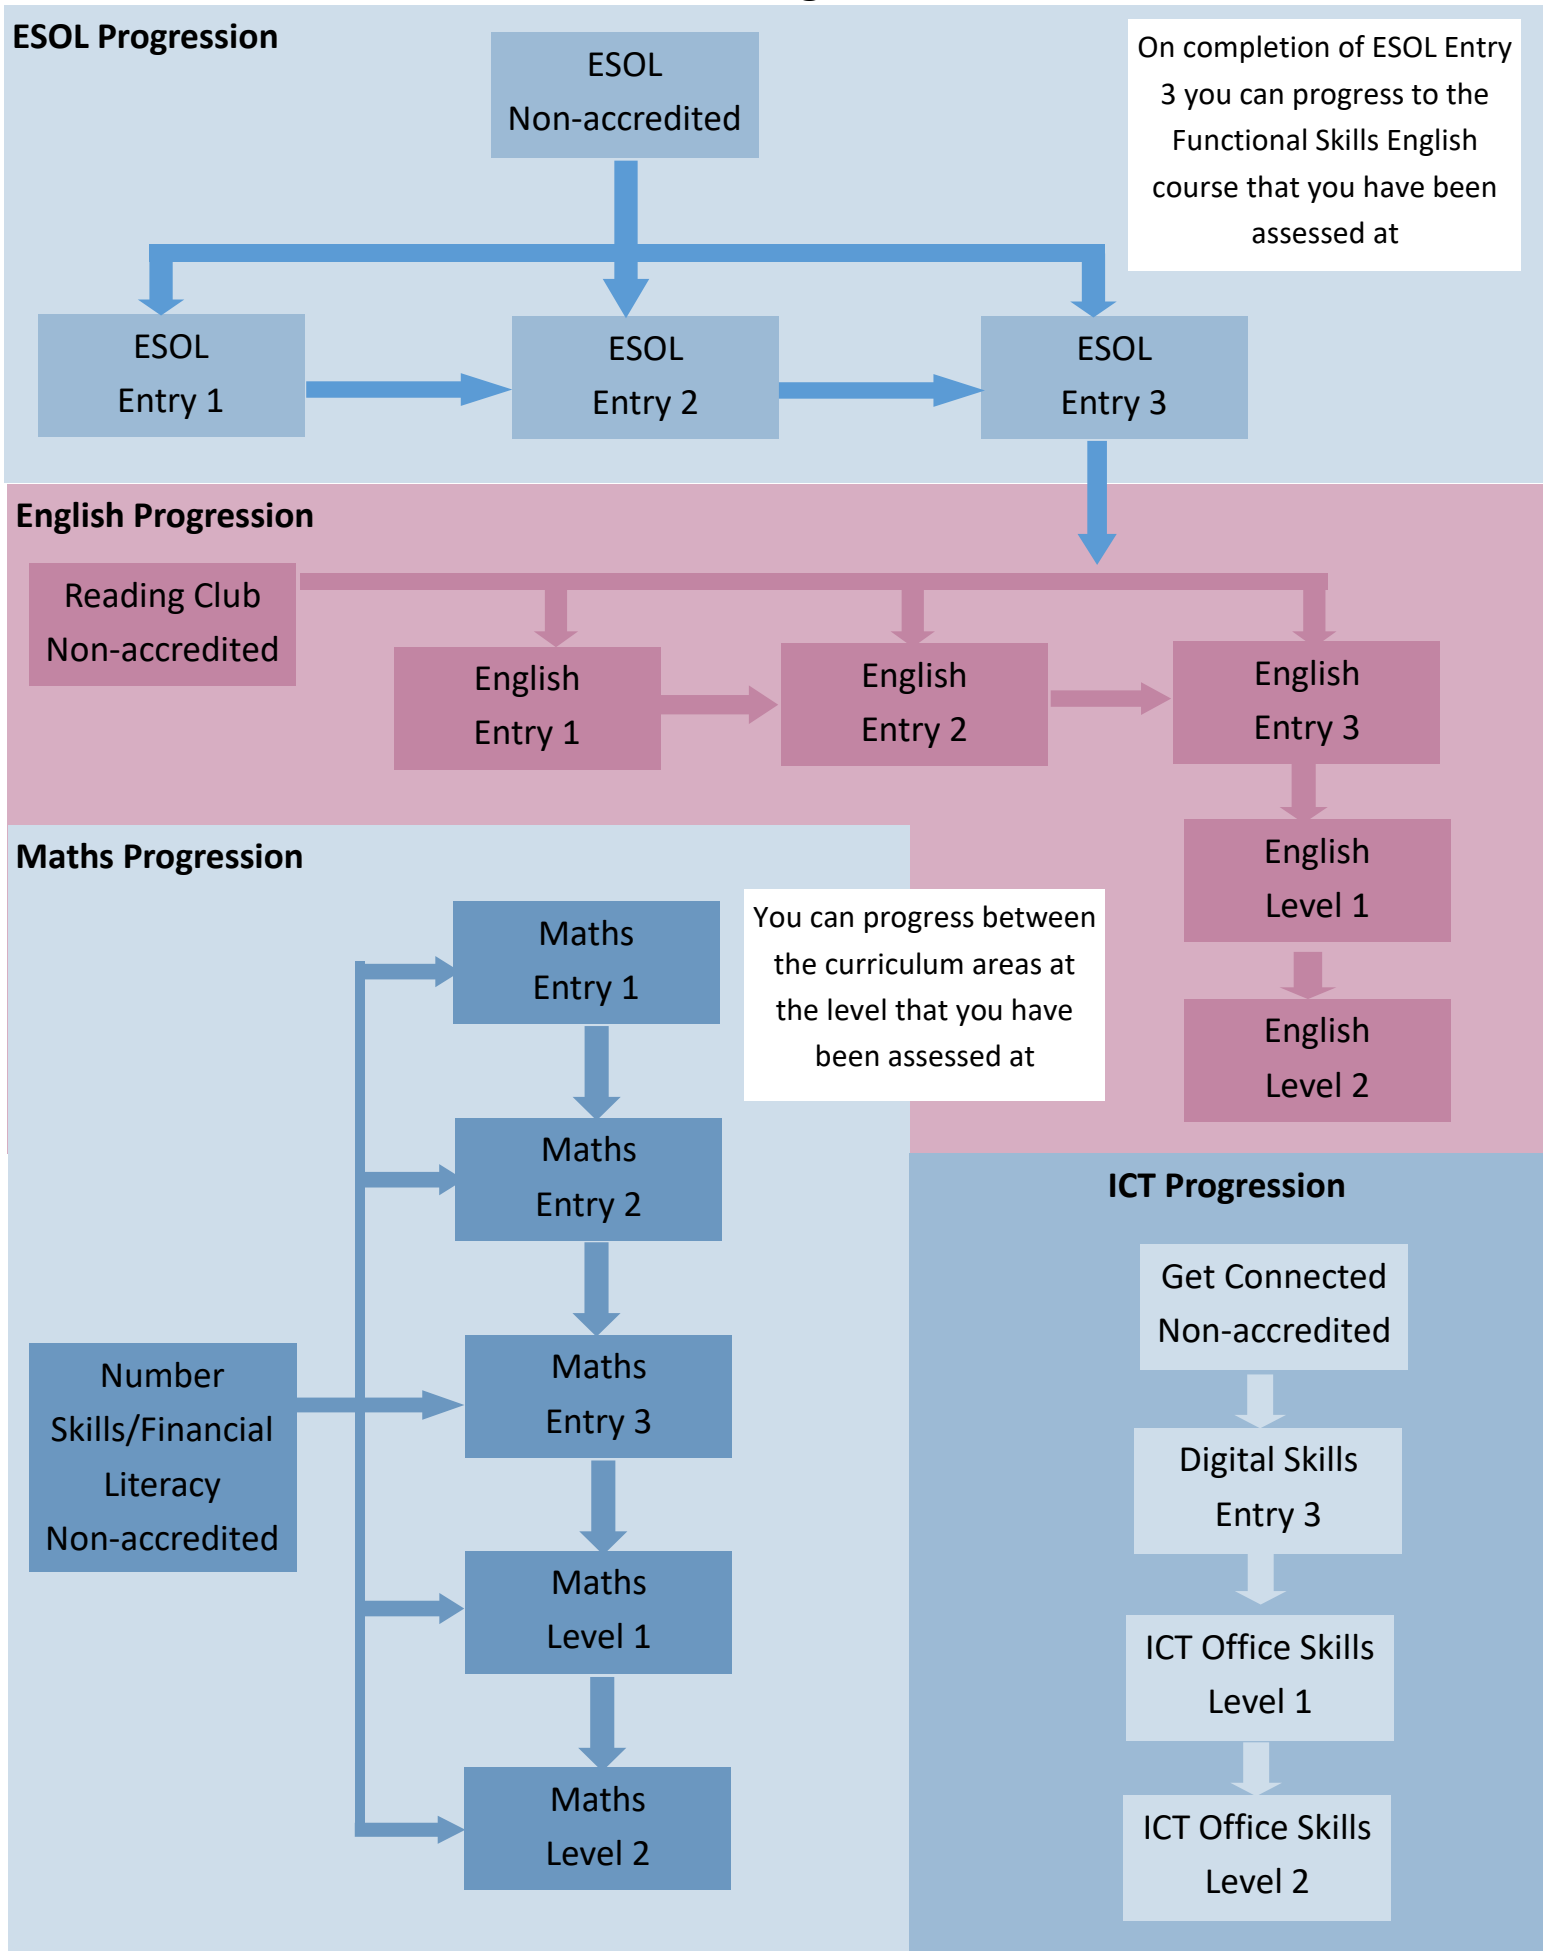 ESOL Progression
ESOL
Non-accredited
On completion of ESOL Entry
3 you can progress to the
Functional Skills English
course that you have been
assessed at
ESOL
Entry 1
ESOL
Entry 2
ESOL
Entry 3
English Progression
Reading Club
Non-accredited
English
Entry 1
English
Entry 2
English
Entry 3
English
Level 1
English
Level 2
Maths Progression
You can progress between
the curriculum areas at
the level that you have
been assessed at
Maths
Entry 1
Maths
Entry 2
Maths
Entry 3
Number
Skills/Financial
Literacy
Non-accredited
Maths
Level 1
Maths
Level 2
ICT Progression
Get Connected
Non-accredited
Digital Skills
Entry 3
ICT Office Skills
Level 1
ICT Office Skills
Level 2